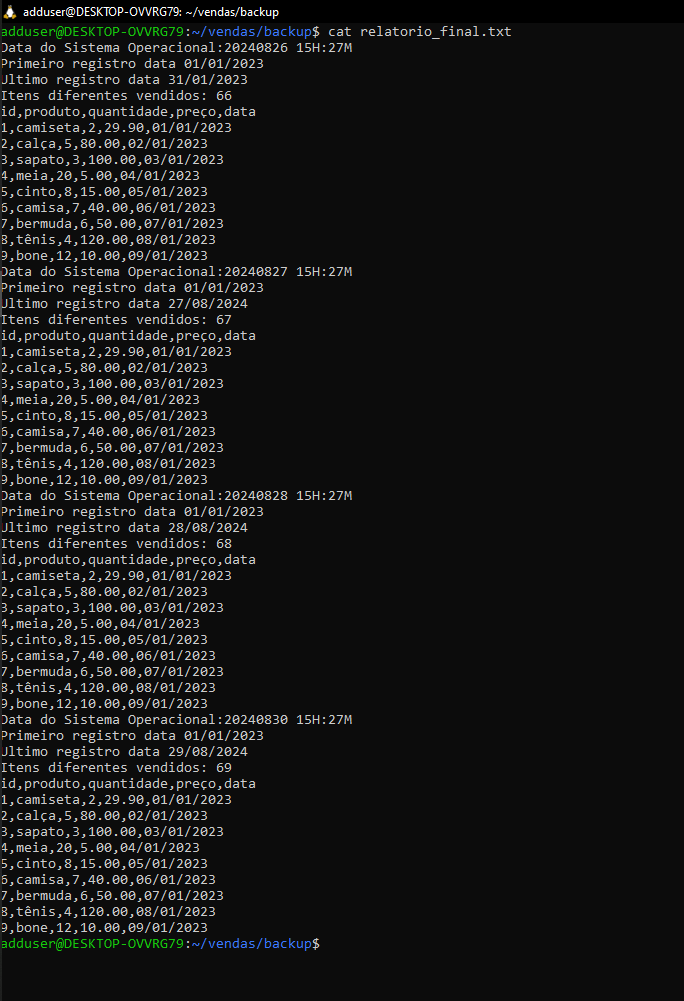 adduser@DESKTOP-OVVRG79: ~/vendas/backup
adduser@DESKTOP-OVVRG79:~/vendas/backup$ cat relatorio_final.txt
Data do Sistema Operacional:20240826 15H:27M
Primeiro registro data 01/01/2023
Ultimo registro data 31/01/2023
Itens diferentes vendidos: 66
id,produto,quantidade,preço,data
1,camiseta,2,29.90,01/01/2023
2,calça,5,80.00,02/01/2023
3,sapato,3,100.00,03/01/2023
4,meia,20,5.00,04/01/2023
5,cinto,8,15.00,05/01/2023
6,camisa,7,40.00,06/01/2023
7,bermuda,6,50.00,07/01/2023
8,tênis,4,120.00,08/01/2023
9,bone,12,10.00,09/01/2023
Data do Sistema Operacional:20240827 15H:27M
Primeiro registro data 01/01/2023
Ultimo registro data 27/08/2024
Itens diferentes vendidos: 67
id,produto,quantidade,preço,data
1,camiseta,2,29.90,01/01/2023
2,calça,5,80.00,02/01/2023
3,sapato,3,100.00,03/01/2023
4,meia,20,5.00,04/01/2023
5,cinto,8,15.00,05/01/2023
6,camisa,7,40.00,06/01/2023
7,bermuda,6,50.00,07/01/2023
8,tênis,4,120.00,08/01/2023
9,bone,12,10.00,09/01/2023
Data do Sistema Operacional:20240828 15H:27M
Primeiro registro data 01/01/2023
Ultimo registro data 28/08/2024
Itens diferentes vendidos: 68
id,produto,quantidade,preço,data
1,camiseta,2,29.90,01/01/2023
2,calça,5,80.00,02/01/2023
3,sapato,3,100.00,03/01/2023
4,meia,20,5.00,04/01/2023
5,cinto,8,15.00,05/01/2023
6,camisa,7,40.00,06/01/2023
7,bermuda,6,50.00,07/01/2023
8,tênis,4,120.00,08/01/2023
9,bone,12,10.00,09/01/2023
Data do Sistema Operacional:20240830 15H:27M
Primeiro registro data 01/01/2023
Ultimo registro data 29/08/2024
Itens diferentes vendidos: 69
id,produto,quantidade,preço,data
1,camiseta,2,29.90,01/01/2023
2,calça,5,80.00,02/01/2023
3,sapato,3,100.00,03/01/2023
4,meia,20,5.00,04/01/2023
5,cinto,8,15.00,05/01/2023
6,camisa,7,40.00,06/01/2023
7,bermuda,6,50.00,07/01/2023
8,tênis,4,120.00,08/01/2023
9,bone,12,10.00,09/01/2023
adduser@DESKTOP-OVVRG79:~/vendas/backup$